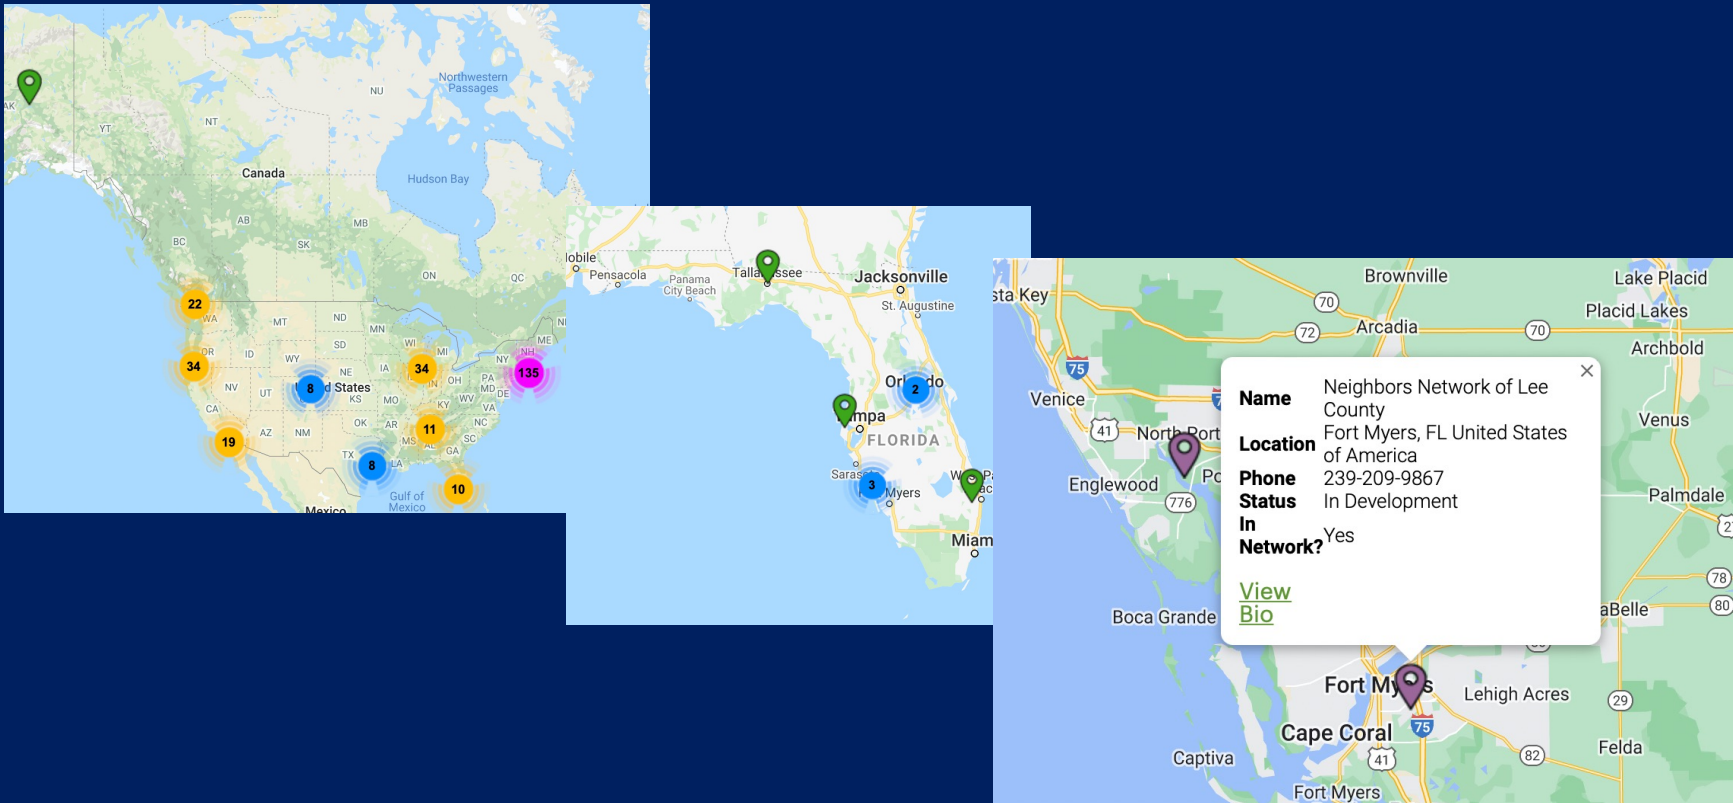 Northwestern
Passages
NU
AK
YT
NT
Canada
Hudson Bay
AB
MB
BC
SK
ON
QC
22
WA
MT
ND
MN
ME
OR
ID
WY
SD
WI
MI
NY
NH
34
8
34
135
NE
IA
IL
IN
OH
PA
MD
DE
NV
UT
States
KS
MO
KY
WV
VA
CA
AZ
NM
OK
AR
MS
11
NC
SC
GA
19
TX
8
LA
10
Gulf of
Mexico
Mexico
Pensacola
Panama
City Beach
Jacksonville
St. Augustine
2
FLORIDA
3
Myers
Brownville
Lake Placid
70
Placid Lakes
72
Arcadia
70
Archbold
75
Venice
41
Venus
Englewood
776
Palmdale
78
80
Boca Grande
Name Neighbors Network of Lee
County
Location Fort Myers, FL United States
of America
Phone 239-209-9867
Status In Development
In
Network? Yes
View
Bio
Lehigh Acres
29
75
Cape Coral
Felda
82
41
Captiva
Fort Myers